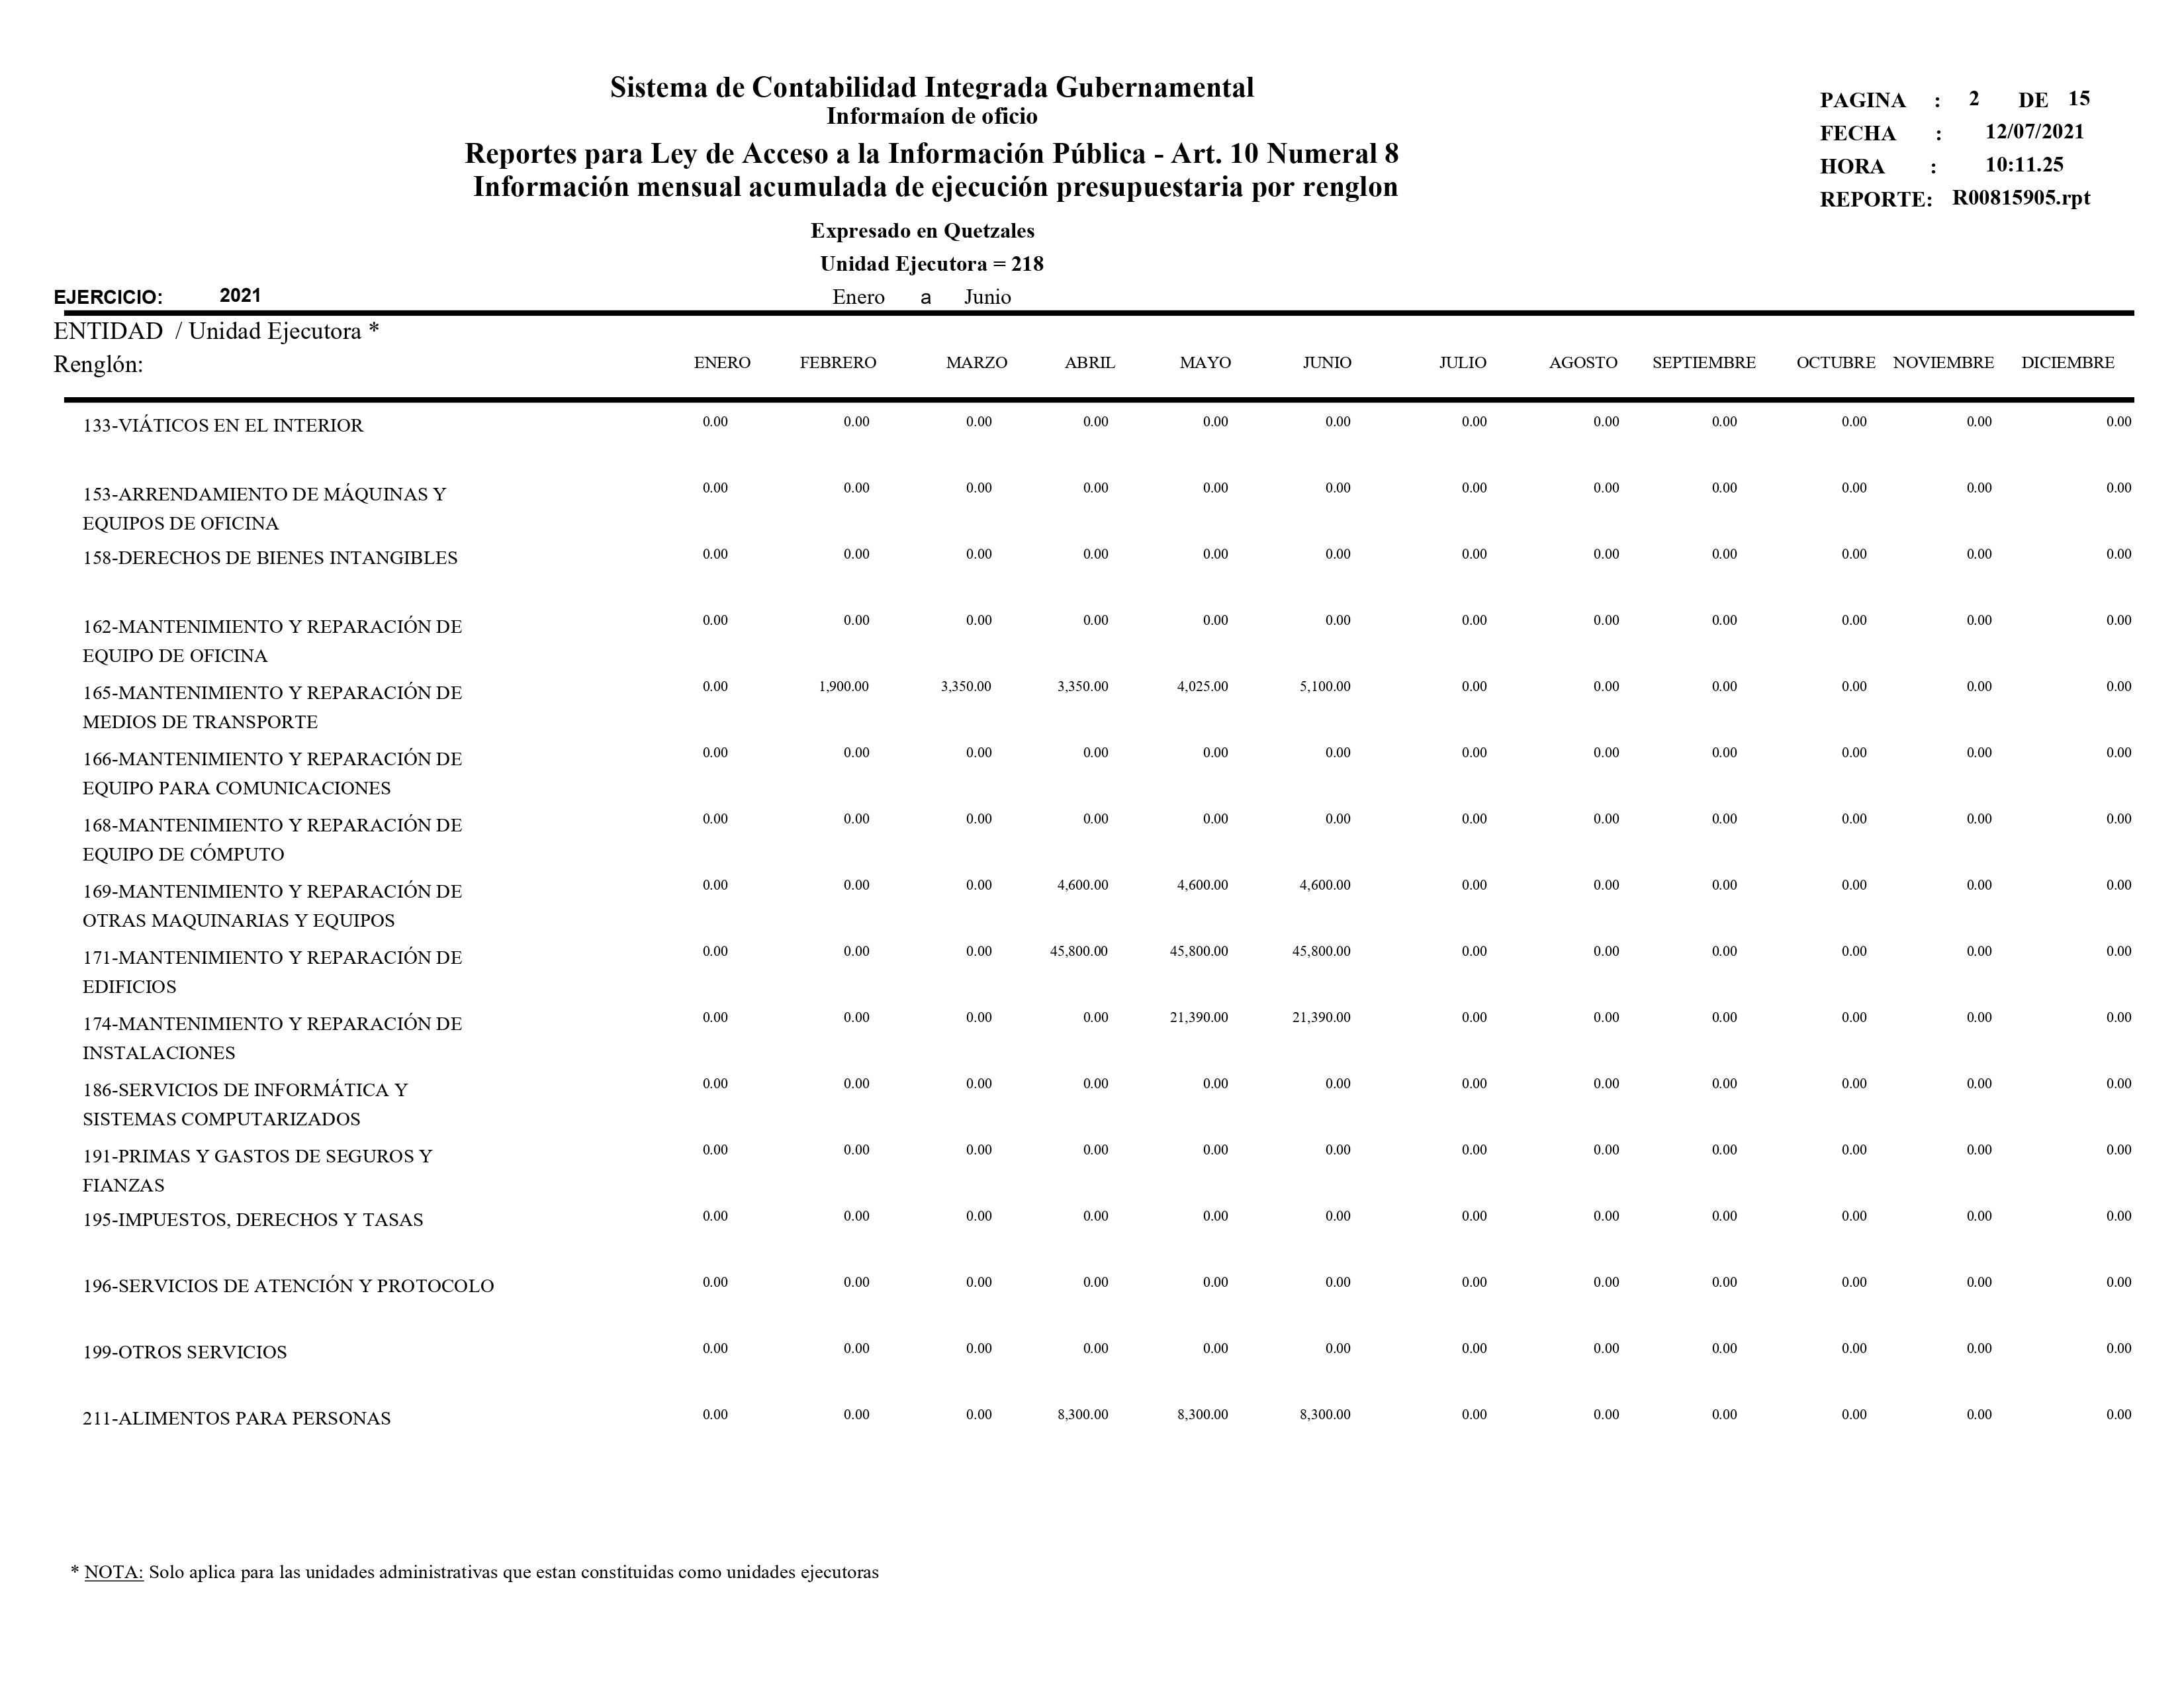 Sistema de Contabilidad Integrada Gubernamental
Informaíon de oficio
Reportes para Ley de Acceso a la Información Pública - Art. 10 Numeral 8
Información mensual acumulada de ejecución presupuestaria por renglon
Expresado en Quetzales
Unidad Ejecutora = 218
PAGINA : 2 DE 15
FECHA : 12/07/2021
HORA : 10:11.25
REPORTE: R00815905.rpt
EJERCICIO: 2021 Enero a Junio
ENTIDAD / Unidad Ejecutora *
Renglón: ENERO FEBRERO MARZO ABRIL MAYO JUNIO JULIO AGOSTO SEPTIEMBRE OCTUBRE NOVIEMBRE DICIEMBRE
133-VIÁTICOS EN EL INTERIOR 0.00 0.00 0.00 0.00 0.00 0.00 0.00 0.00 0.00 0.00 0.00 0.00
153-ARRENDAMIENTO DE MÁQUINAS Y 0.00 0.00 0.00 0.00 0.00 0.00 0.00 0.00 0.00 0.00 0.00 0.00
EQUIPOS DE OFICINA
158-DERECHOS DE BIENES INTANGIBLES 0.00 0.00 0.00 0.00 0.00 0.00 0.00 0.00 0.00 0.00 0.00 0.00
162-MANTENIMIENTO Y REPARACIÓN DE 0.00 0.00 0.00 0.00 0.00 0.00 0.00 0.00 0.00 0.00 0.00 0.00
EQUIPO DE OFICINA
165-MANTENIMIENTO Y REPARACIÓN DE 0.00 1,900.00 3,350.00 3,350.00 4,025.00 5,100.00 0.00 0.00 0.00 0.00 0.00 0.00
MEDIOS DE TRANSPORTE
166-MANTENIMIENTO Y REPARACIÓN DE 0.00 0.00 0.00 0.00 0.00 0.00 0.00 0.00 0.00 0.00 0.00 0.00
EQUIPO PARA COMUNICACIONES
168-MANTENIMIENTO Y REPARACIÓN DE 0.00 0.00 0.00 0.00 0.00 0.00 0.00 0.00 0.00 0.00 0.00 0.00
EQUIPO DE CÓMPUTO
169-MANTENIMIENTO Y REPARACIÓN DE 0.00 0.00 0.00 4,600.00 4,600.00 4,600.00 0.00 0.00 0.00 0.00 0.00 0.00
OTRAS MAQUINARIAS Y EQUIPOS
171-MANTENIMIENTO Y REPARACIÓN DE 0.00 0.00 0.00 45,800.00 45,800.00 45,800.00 0.00 0.00 0.00 0.00 0.00 0.00
EDIFICIOS
174-MANTENIMIENTO Y REPARACIÓN DE 0.00 0.00 0.00 0.00 21,390.00 21,390.00 0.00 0.00 0.00 0.00 0.00 0.00
INSTALACIONES
186-SERVICIOS DE INFORMÁTICA Y 0.00 0.00 0.00 0.00 0.00 0.00 0.00 0.00 0.00 0.00 0.00 0.00
SISTEMAS COMPUTARIZADOS
191-PRIMAS Y GASTOS DE SEGUROS Y 0.00 0.00 0.00 0.00 0.00 0.00 0.00 0.00 0.00 0.00 0.00 0.00
FIANZAS
195-IMPUESTOS, DERECHOS Y TASAS 0.00 0.00 0.00 0.00 0.00 0.00 0.00 0.00 0.00 0.00 0.00 0.00
196-SERVICIOS DE ATENCIÓN Y PROTOCOLO 0.00 0.00 0.00 0.00 0.00 0.00 0.00 0.00 0.00 0.00 0.00 0.00
199-OTROS SERVICIOS 0.00 0.00 0.00 0.00 0.00 0.00 0.00 0.00 0.00 0.00 0.00 0.00
211-ALIMENTOS PARA PERSONAS 0.00 0.00 0.00 8,300.00 8,300.00 8,300.00 0.00 0.00 0.00 0.00 0.00 0.00
* NOTA: Solo aplica para las unidades administrativas que estan constituidas como unidades ejecutoras